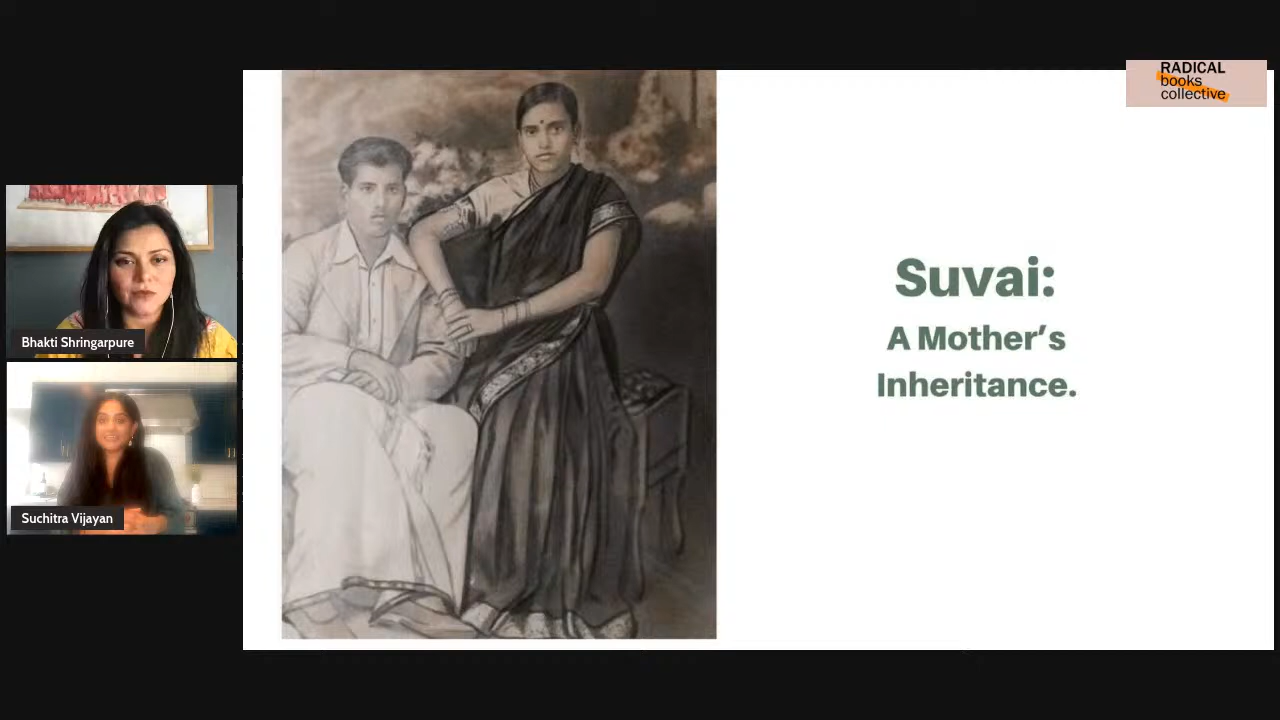 RADICAL
books
collective
Suvai:
A Mother's
Inheritance.
Bhakti Shringarpure
Suchitra Vijayan